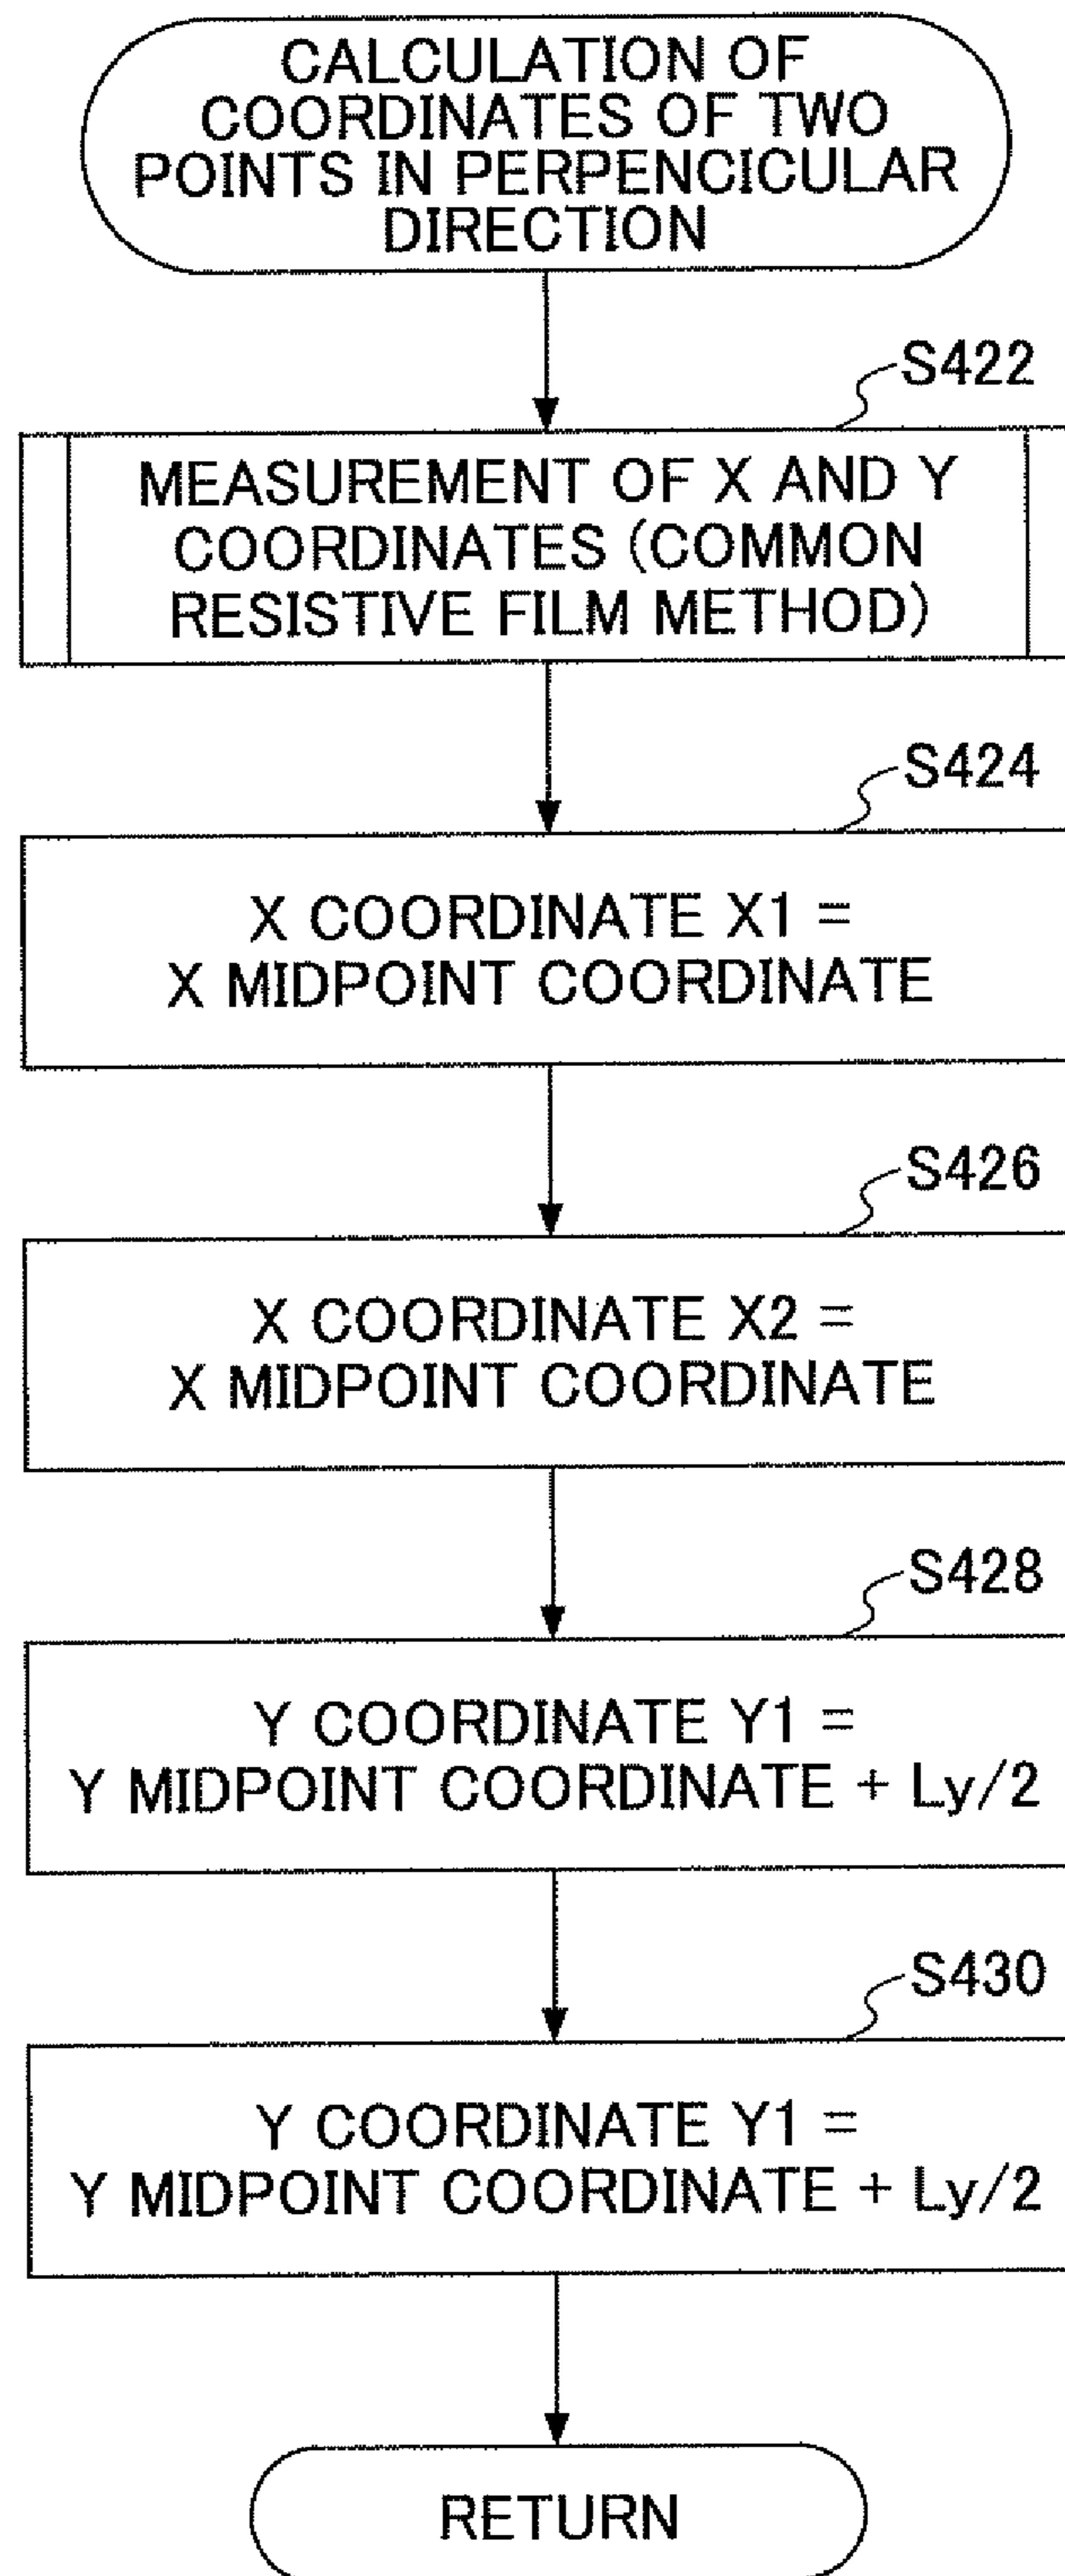 CALCULATION OF
COORDINATES OF TWO
POINTS IN PERPENCICULAR
DIRECTION
S422
MEASUREMENT OF X AND Y
COORDINATES (COMMON
RESISTIVE FILM METHOD)
S424
X COORDINATE X1 =
X MIDPOINT COORDINATE
S426
X COORDINATE X2 =
X MIDPOINT COORDINATE
S428
Y COORDINATE Y1 =
Y MIDPOINT COORDINATE + Ly/2
S430
Y COORDINATE Y1 =
Y MIDPOINT COORDINATE + Ly/2
RETURN